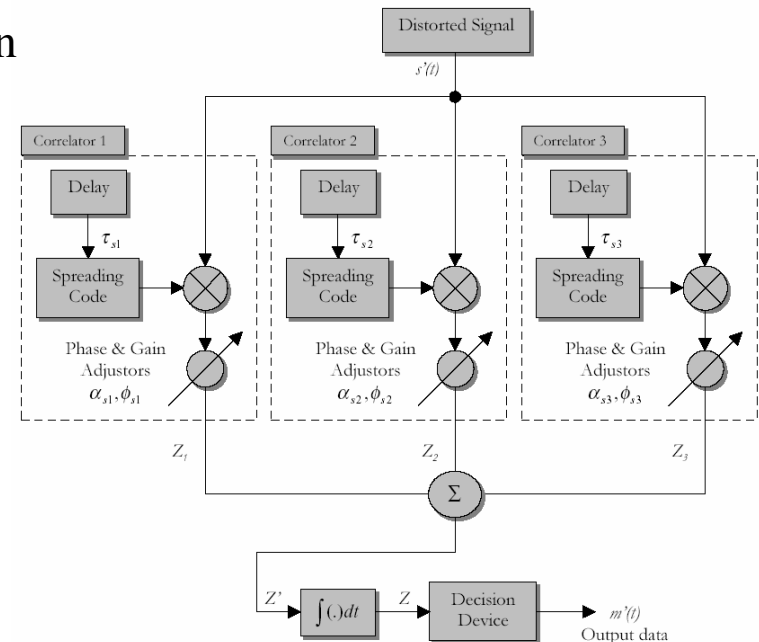 n
Distorted Signal
s'(t)
Correlator 1
Correlator 2
Correlator 3
Delay
Delay
Delay
τs1
τs2
τs3
Spreading
Code
Spreading
Code
Spreading
Code
Phase & Gain
Adjustors
αs1,ϕs1
Phase & Gain
Adjustors
αs2,ϕs2
Phase & Gain
Adjustors
αs3,ϕs3
Z1
Z2
Z3
Σ
Z'
∫(.)dt
Z
Decision
Device
m'(t)
Output data